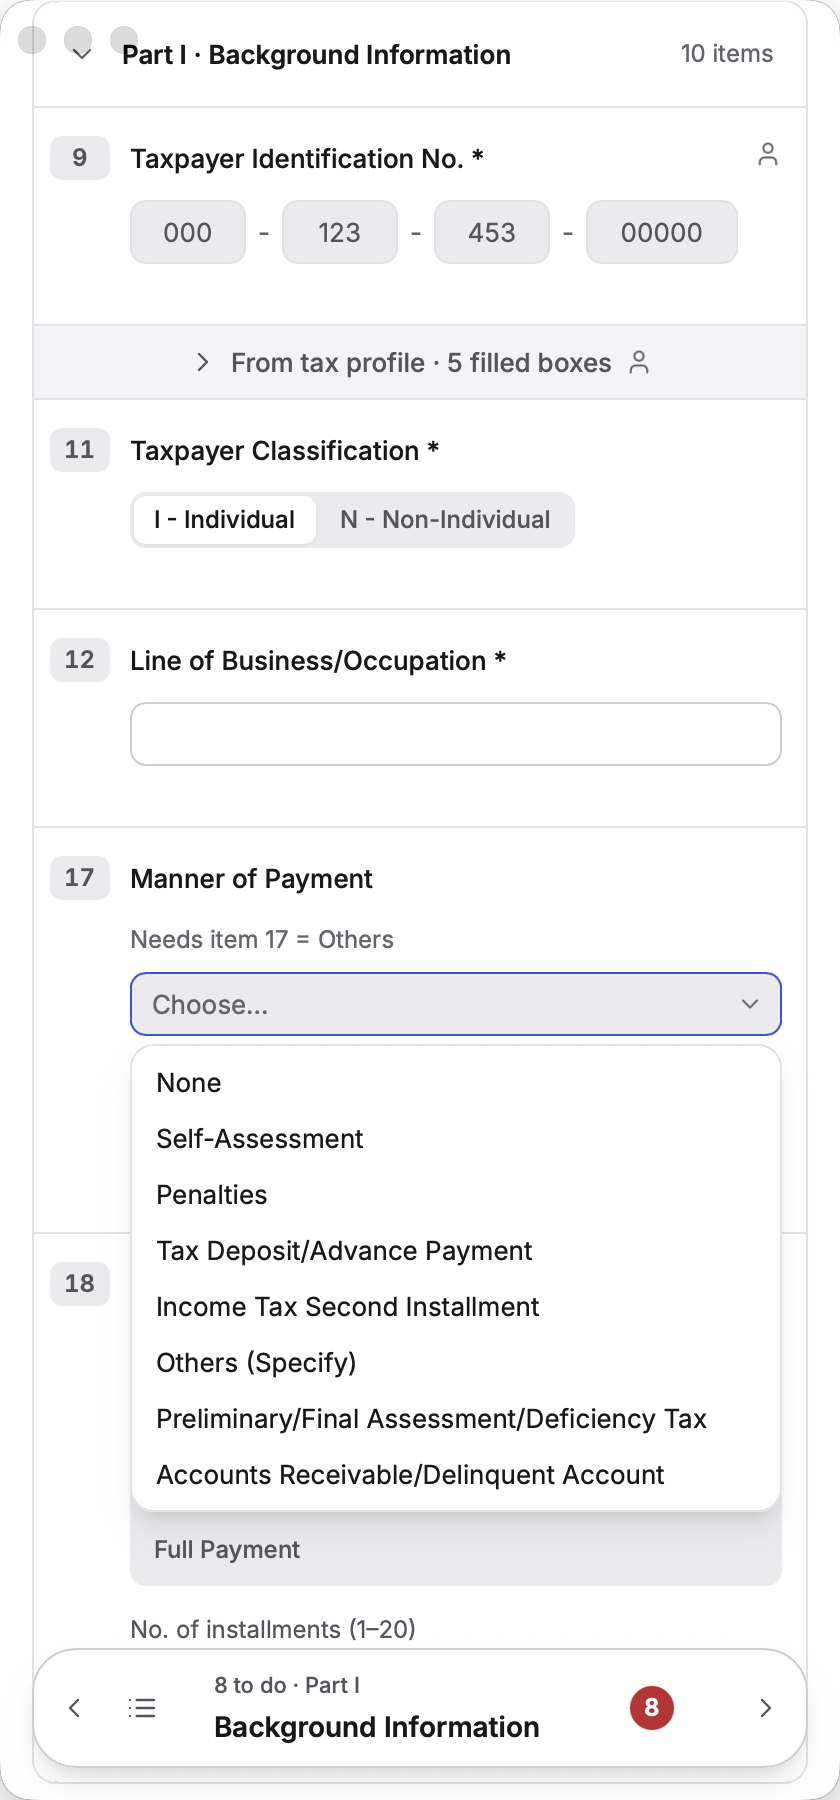 Part I · Background Information
10 items
9
Taxpayer Identification No. *
000 - 123 - 453 - 00000
From tax profile · 5 filled boxes
11
Taxpayer Classification *
I - Individual
N - Non-Individual
12
Line of Business/Occupation *
17
Manner of Payment
Needs item 17 = Others
Choose...
None
Self-Assessment
Penalties
Tax Deposit/Advance Payment
Income Tax Second Installment
Others (Specify)
Preliminary/Final Assessment/Deficiency Tax
Accounts Receivable/Delinquent Account
18
Full Payment
No. of installments (1–20)
8 to do · Part I
Background Information
8